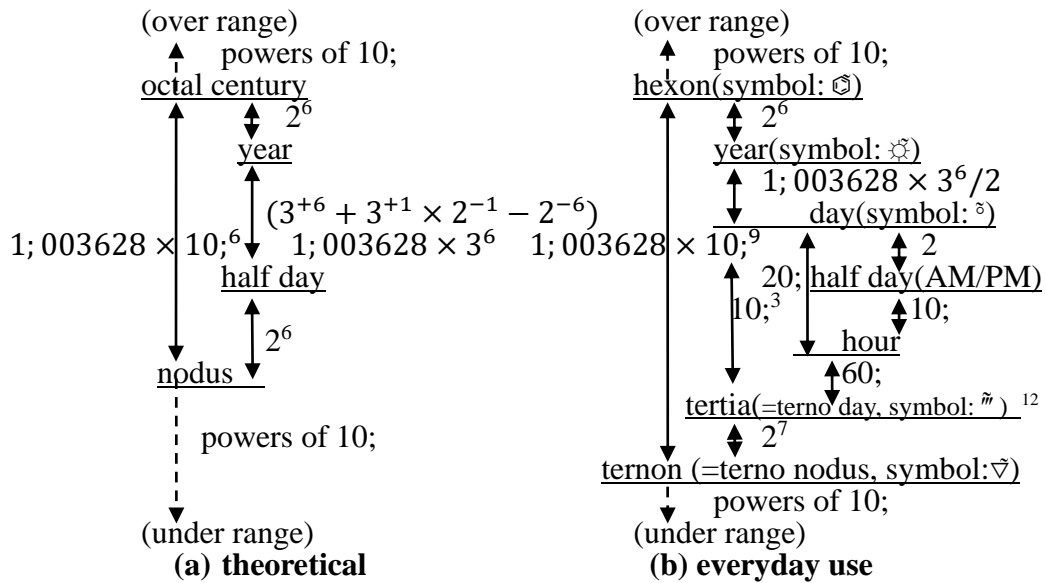 (over range)
powers of 10;
octal century
2⁶
year
(3⁺⁶ + 3⁺¹ × 2⁻¹ − 2⁻⁶)
1; 003628 × 10;⁶
1; 003628 × 3⁶
half day
2⁶
nodus
powers of 10;
(under range)
(a) theoretical
(over range)
powers of 10;
hexon(symbol: )
2⁶
year(symbol: )
1; 003628 × 3⁶/2
day(symbol: )
1; 003628 × 10;⁹
2
20; half day(AM/PM)
10;³
10;
hour
60;
tertia(=terno day, symbol: ) ¹²
2⁷
ternon (=terno nodus, symbol:▽̃)
powers of 10;
(under range)
(b) everyday use